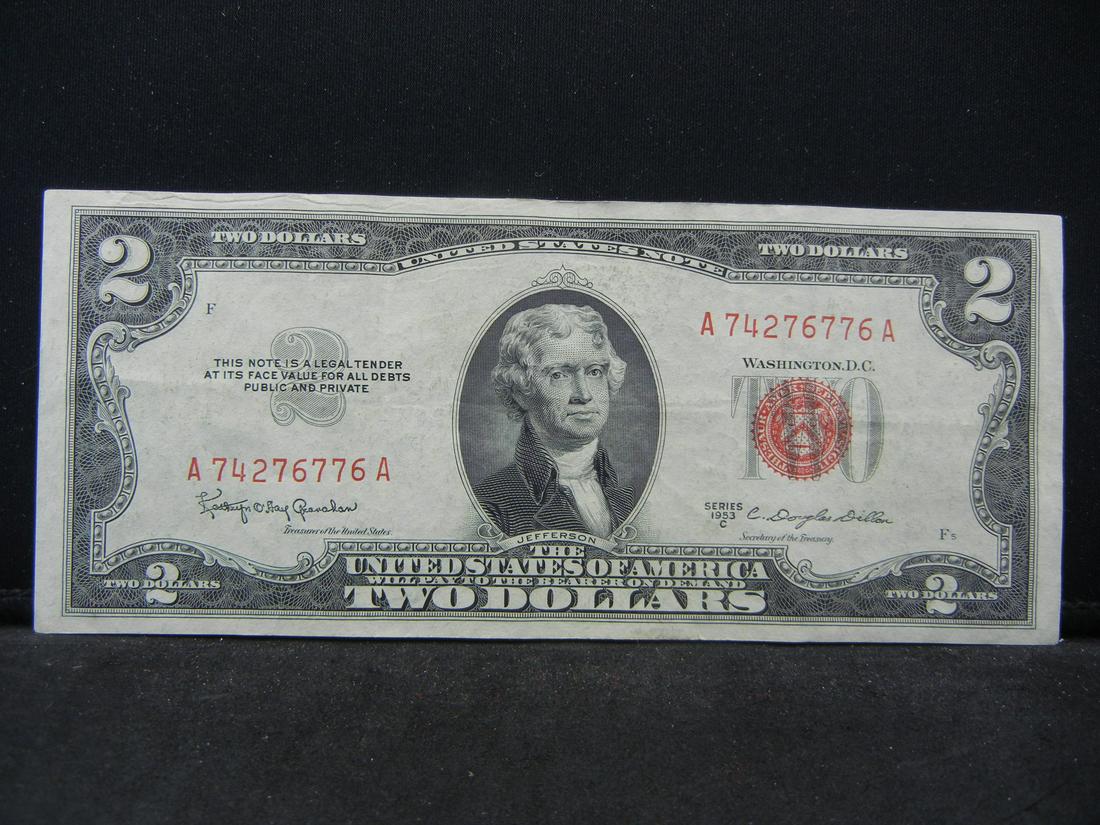 2 TWO DOLLARS UNITED STATES NOTE TWO DOLLARS 2
F
2
THIS NOTE IS A LEGAL TENDER
AT ITS FACE VALUE FOR ALL DEBTS
PUBLIC AND PRIVATE
A 74276776 A
WASHINGTON, D.C.
TWO
A 74276776 A
Kathryn O'Hay Granahan
Treasurer of the United States.
JEFFERSON
SERIES
1953
C
C. Douglas Dillon
Secretary of the Treasury.
F5
THE
UNITED STATES OF AMERICA
WILL PAY TO THE BEARER ON DEMAND
TWO DOLLARS
TWO DOLLARS 2
TWO DOLLARS 2